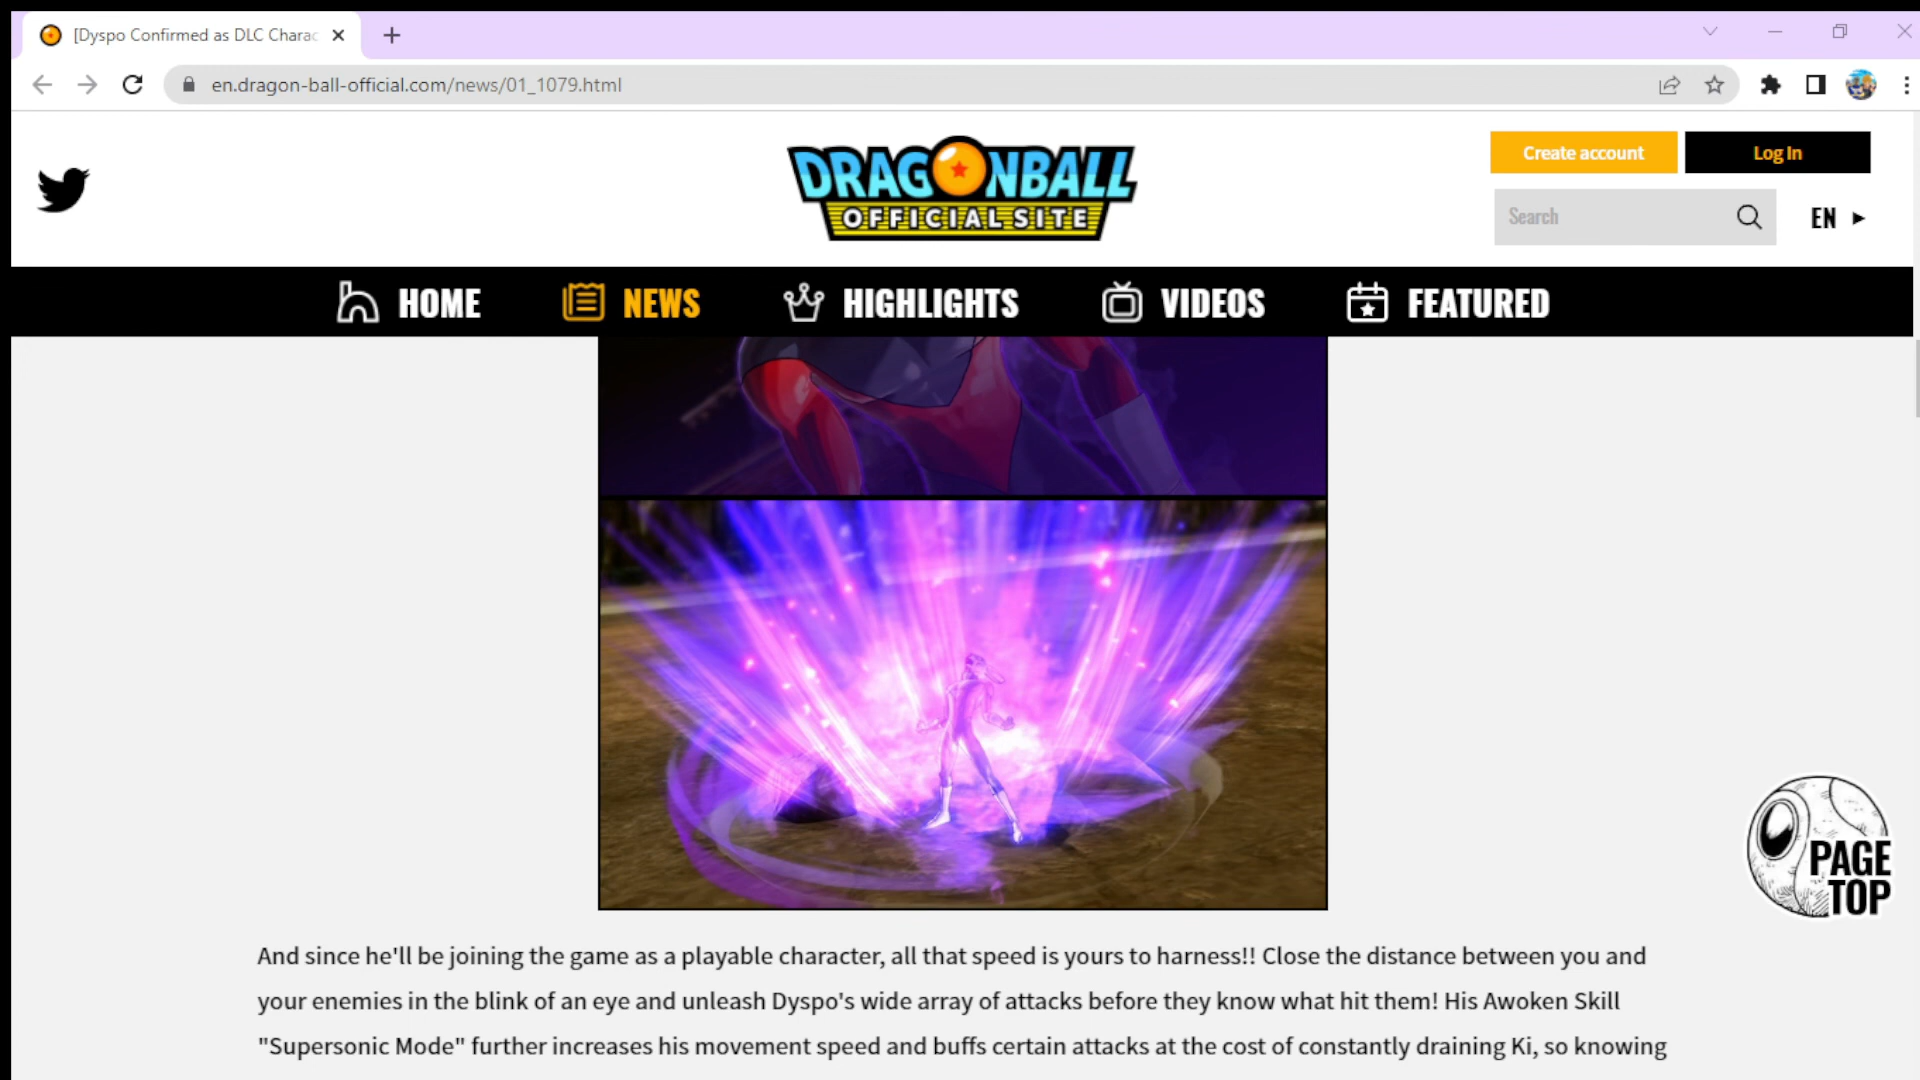 [Dyspo Confirmed as DLC Charac
en.dragon-ball-official.com/news/01_1079.html
DRAGONBALL
OFFICIAL SITE
Create account
Log In
Search
EN
HOME
NEWS
HIGHLIGHTS
VIDEOS
FEATURED
PAGE
TOP
And since he'll be joining the game as a playable character, all that speed is yours to harness!! Close the distance between you and
your enemies in the blink of an eye and unleash Dyspo's wide array of attacks before they know what hit them! His Awoken Skill
"Supersonic Mode" further increases his movement speed and buffs certain attacks at the cost of constantly draining Ki, so knowing